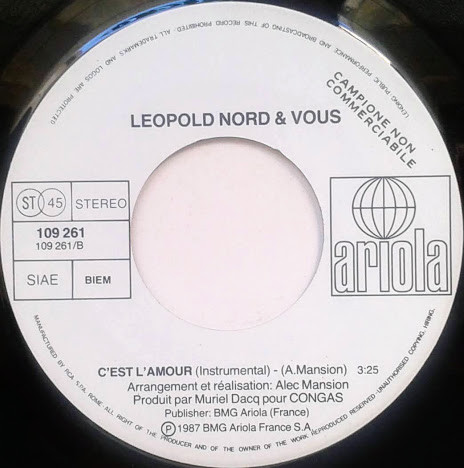 LENDING PUBLIC PERFORMANCE AND BROADCASTING OF THIS RECORD PROHIBITED. ALL TRADEMARKS AND LOGOS ARE PROTECTED
LEOPOLD NORD & VOUS
CAMPIONE NON
COMMERCIABILE
ST 45 STEREO
109 261
109 261/B
SIAE BIEM
ariola
C'EST L'AMOUR (Instrumental) - (A.Mansion) 3:25
Arrangement et réalisation: Alec Mansion
Produit par Muriel Dacq pour CONGAS
Publisher: BMG Ariola (France)
Ⓟ 1987 BMG Ariola France S.A.
MANUFACTURED BY RCA S.P.A. ROME. ALL RIGHT OF THE PRODUCER AND OF THE OWNER OF THE WORK REPRODUCED RESERVED-UNAUTHORISED COPYING, HIRING,